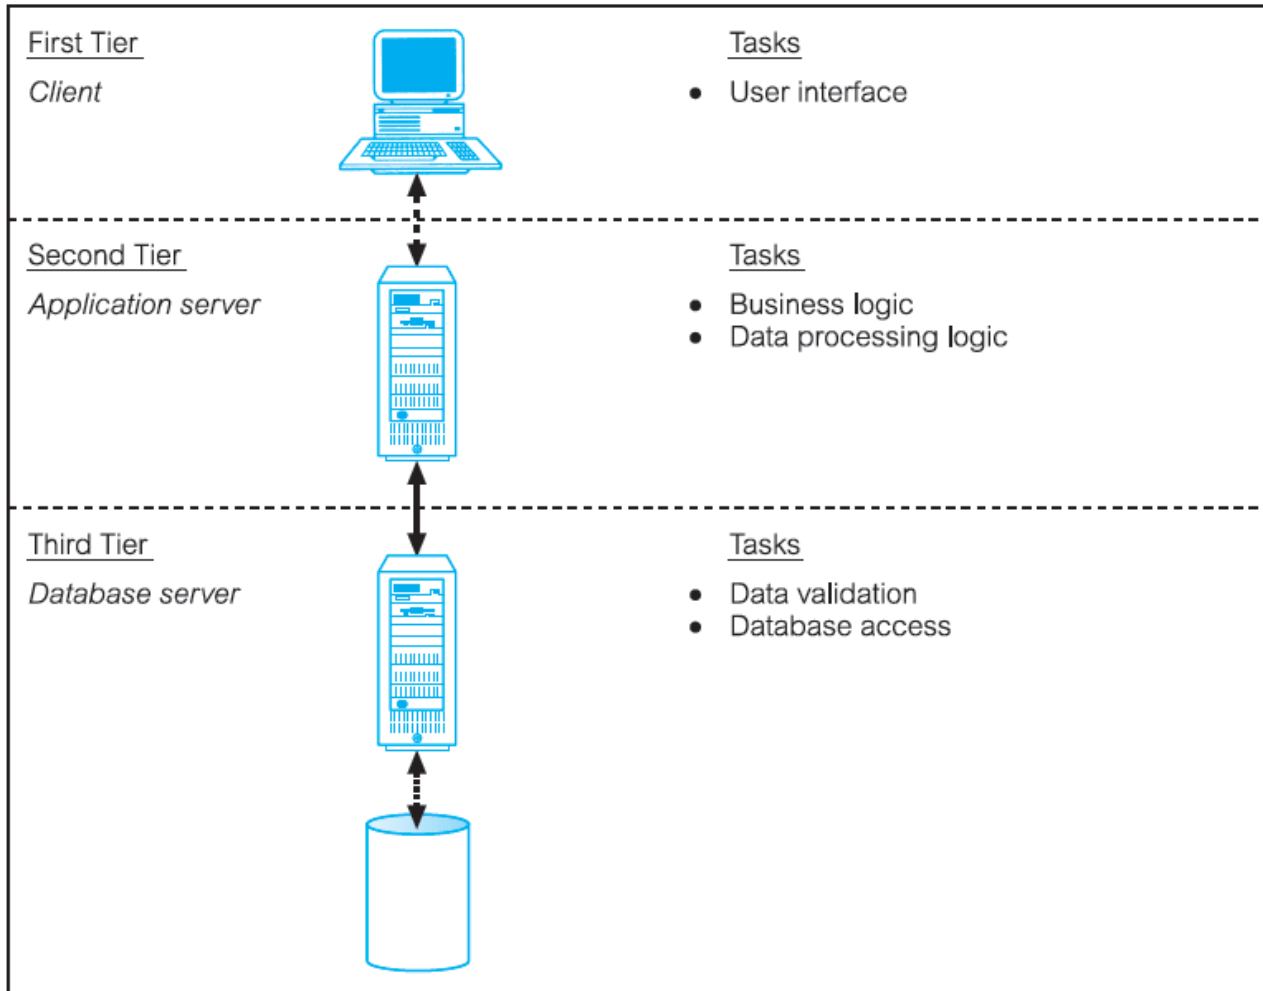 First Tier
Tasks
Client
● User interface
Second Tier
Tasks
Application server
● Business logic
● Data processing logic
Third Tier
Tasks
Database server
● Data validation
● Database access